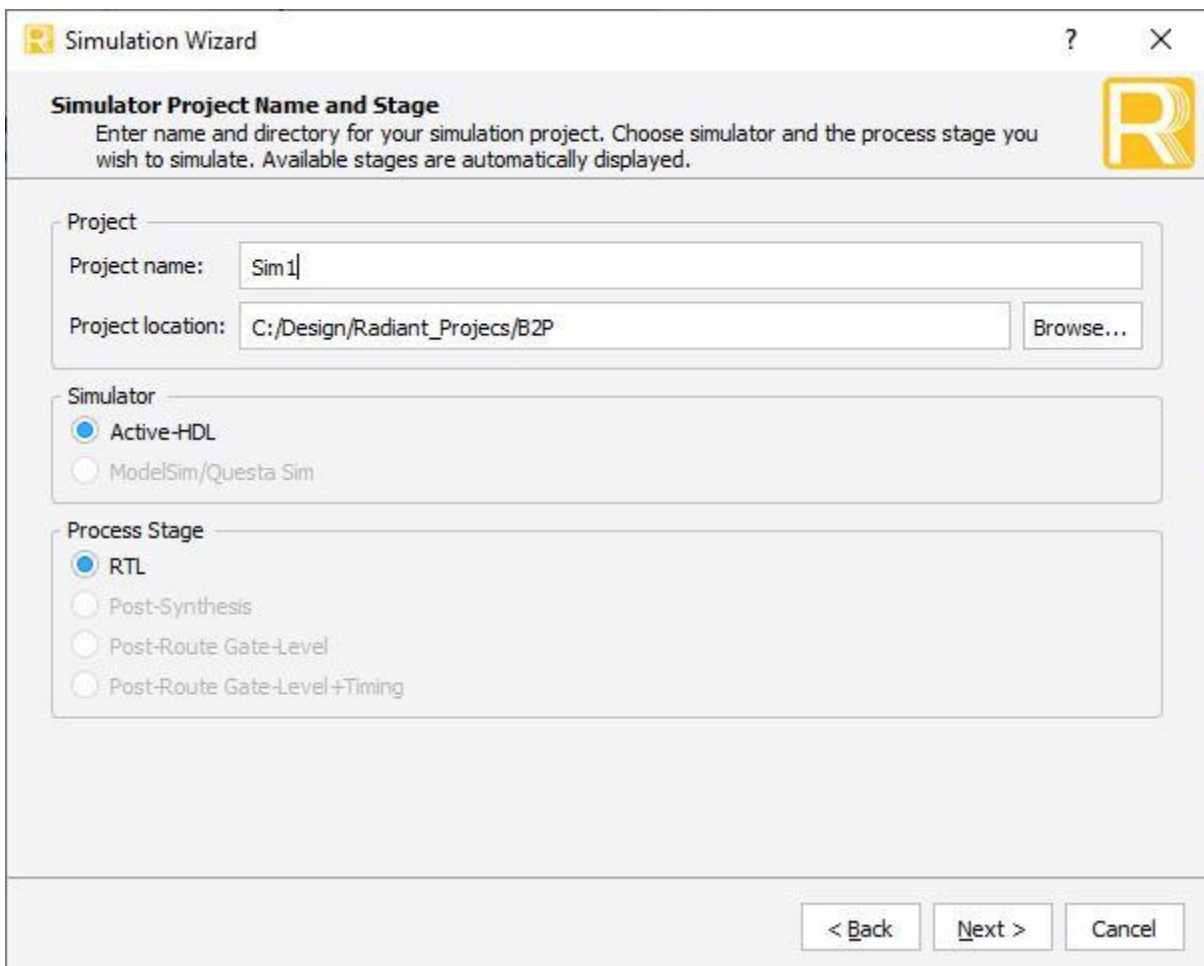 Simulation Wizard
?
Simulator Project Name and Stage
Enter name and directory for your simulation project. Choose simulator and the process stage you
wish to simulate. Available stages are automatically displayed.
R
Project
Project name: Sim1
Project location: C:/Design/Radiant_Projecs/B2P Browse...
Simulator
Active-HDL
ModelSim/Questa Sim
Process Stage
RTL
Post-Synthesis
Post-Route Gate-Level
Post-Route Gate-Level+Timing
< Back Next > Cancel